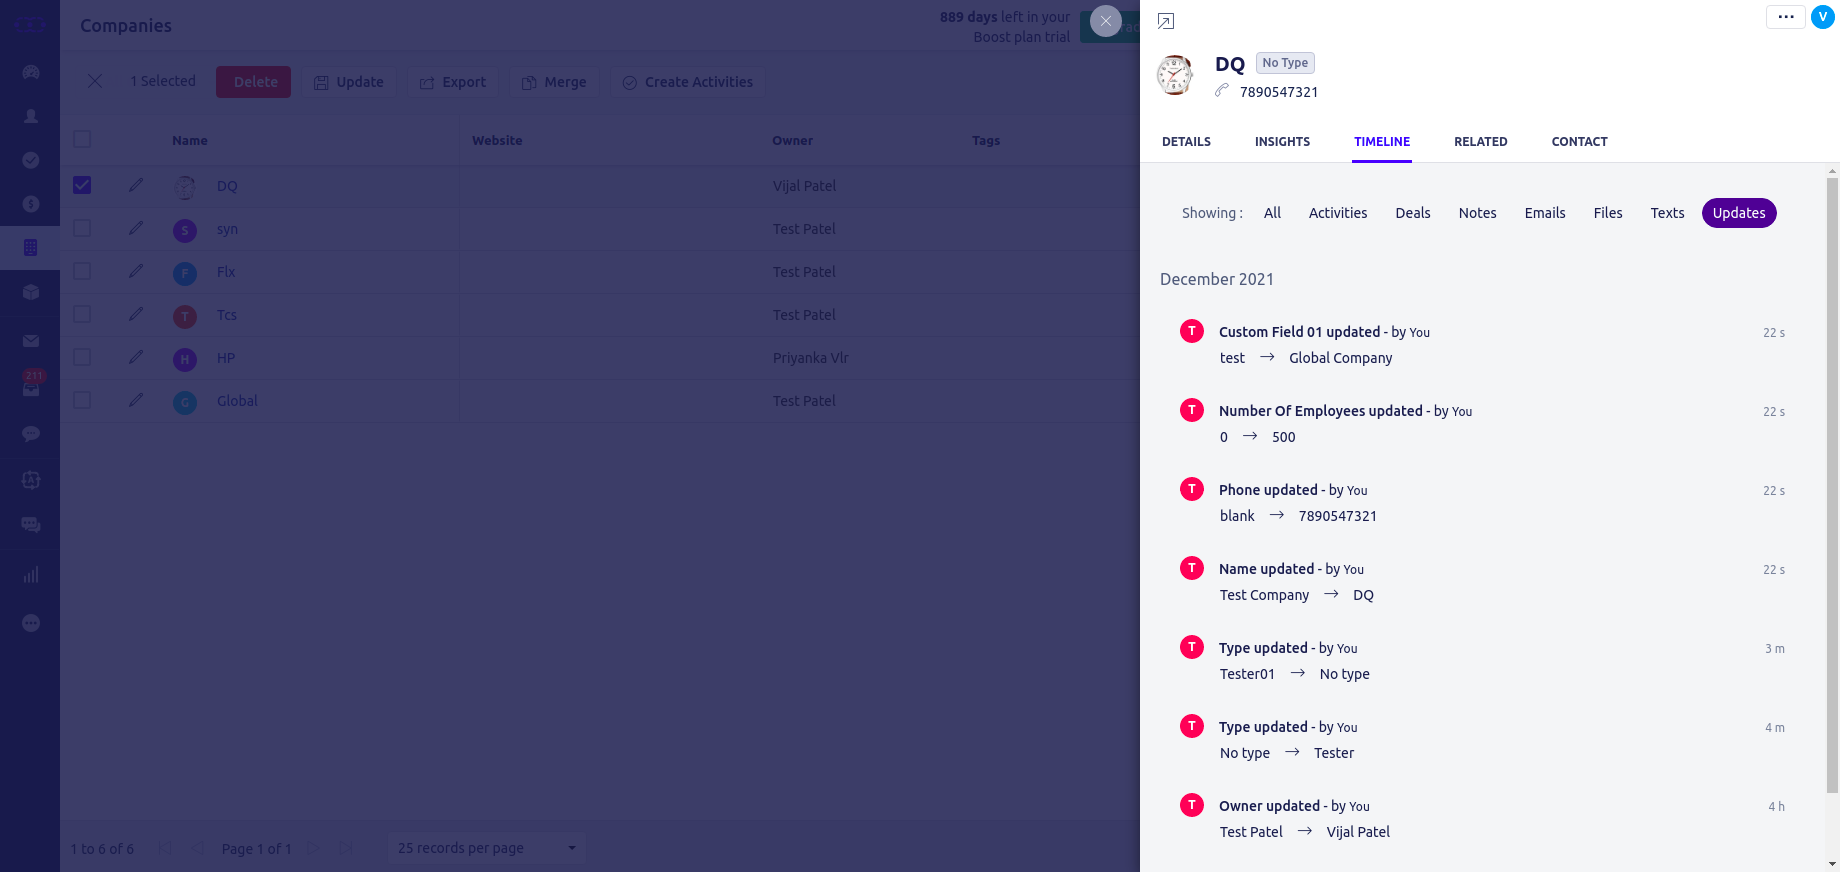 Companies
889 days left in your
Boost plan trial
1 Selected
Delete
Update
Export
Merge
Create Activities
Name Website Owner Tags
DQ Vijal Patel
S syn Test Patel
F Flx Test Patel
T Tcs Test Patel
H HP Priyanka Vlr
G Global Test Patel
211
1 to 6 of 6
Page 1 of 1
25 records per page
V
DQ No Type
7890547321
DETAILS INSIGHTS TIMELINE RELATED CONTACT
Showing : All Activities Deals Notes Emails Files Texts Updates
December 2021
T Custom Field 01 updated - by You 22 s
test → Global Company
T Number Of Employees updated - by You 22 s
0 → 500
T Phone updated - by You 22 s
blank → 7890547321
T Name updated - by You 22 s
Test Company → DQ
T Type updated - by You 3 m
Tester01 → No type
T Type updated - by You 4 m
No type → Tester
T Owner updated - by You 4 h
Test Patel → Vijal Patel